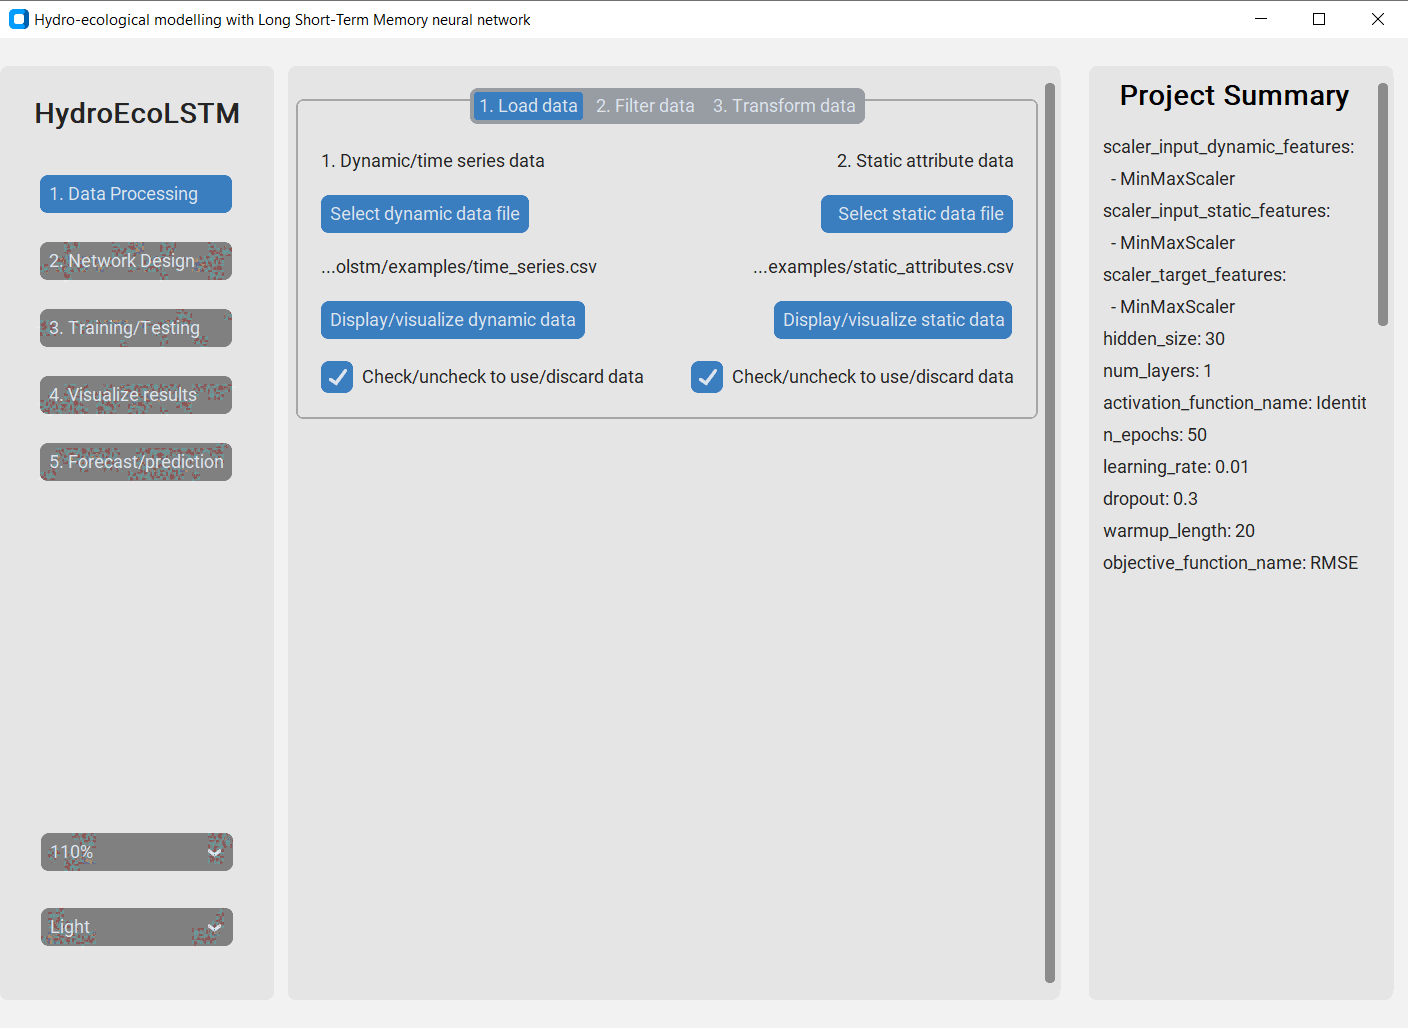 Hydro-ecological modelling with Long Short-Term Memory neural network
HydroEcoLSTM
1. Data Processing
2. Network Design
3. Training/Testing
4. Visualize results
5. Forecast/prediction
110%
Light
1. Load data 2. Filter data 3. Transform data
1. Dynamic/time series data
2. Static attribute data
Select dynamic data file
Select static data file
...olstm/examples/time_series.csv
...examples/static_attributes.csv
Display/visualize dynamic data
Display/visualize static data
Check/uncheck to use/discard data
Check/uncheck to use/discard data
Project Summary
scaler_input_dynamic_features:
- MinMaxScaler
scaler_input_static_features:
- MinMaxScaler
scaler_target_features:
- MinMaxScaler
hidden_size: 30
num_layers: 1
activation_function_name: Identit
n_epochs: 50
learning_rate: 0.01
dropout: 0.3
warmup_length: 20
objective_function_name: RMSE